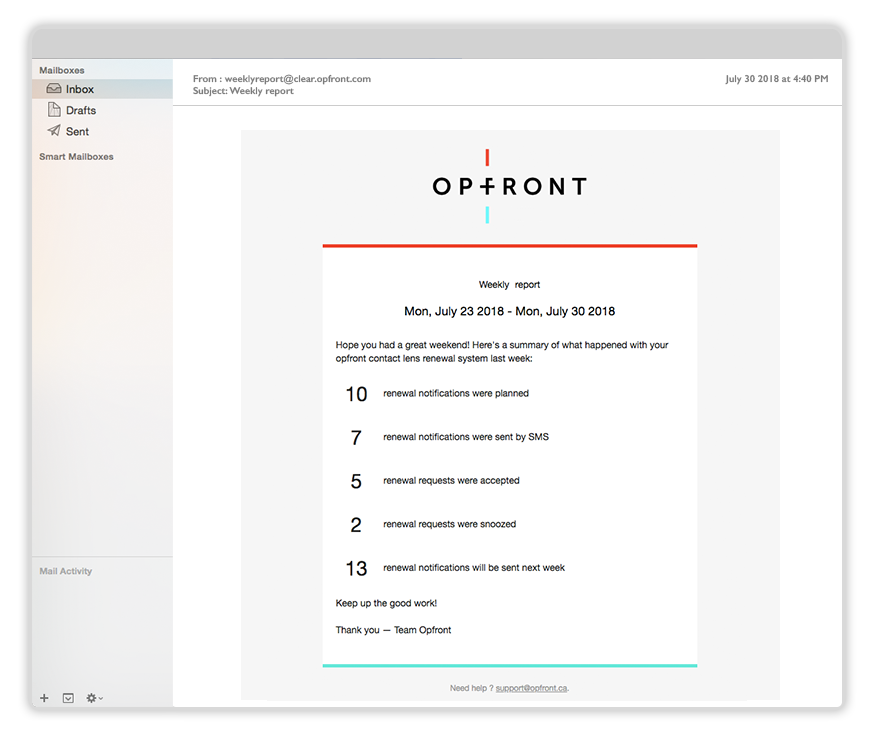 Mailboxes
Inbox
Drafts
Sent
Smart Mailboxes
Mail Activity
From : weeklyreport@clear.opfront.com
July 30 2018 at 4:40 PM
Subject: Weekly report
OPFRONT
Weekly report
Mon, July 23 2018 - Mon, July 30 2018
Hope you had a great weekend! Here's a summary of what happened with your
opfront contact lens renewal system last week:
10 renewal notifications were planned
7 renewal notifications were sent by SMS
5 renewal requests were accepted
2 renewal requests were snoozed
13 renewal notifications will be sent next week
Keep up the good work!
Thank you — Team Opfront
Need help ? support@opfront.ca.